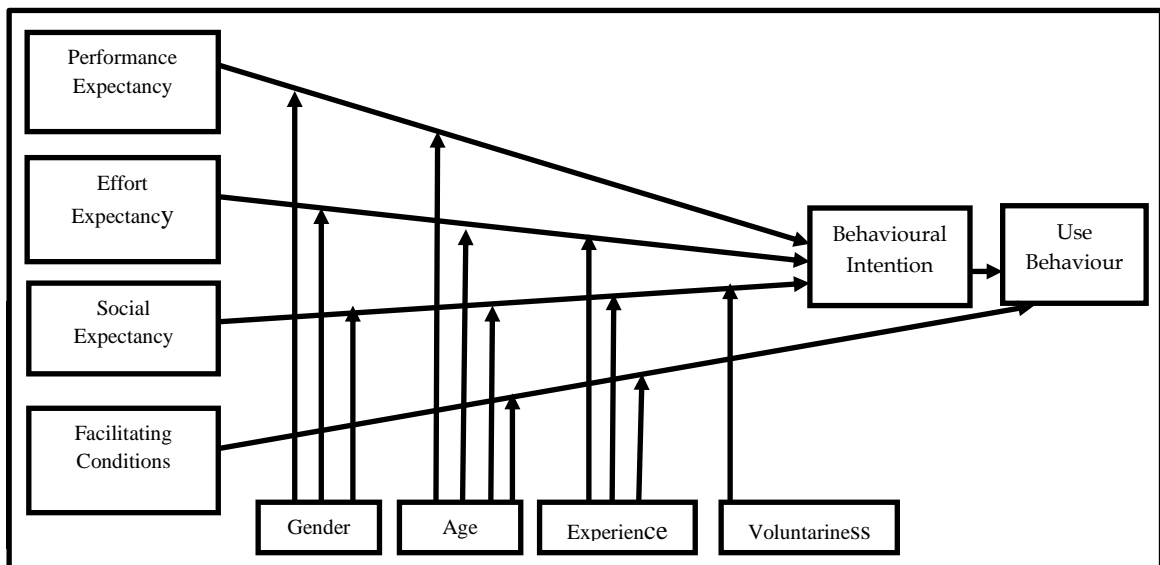 Performance
Expectancy
Effort
Expectancy
Social
Expectancy
Facilitating
Conditions
Behavioural
Intention
Use
Behaviour
Gender
Age
Experience
Voluntariness